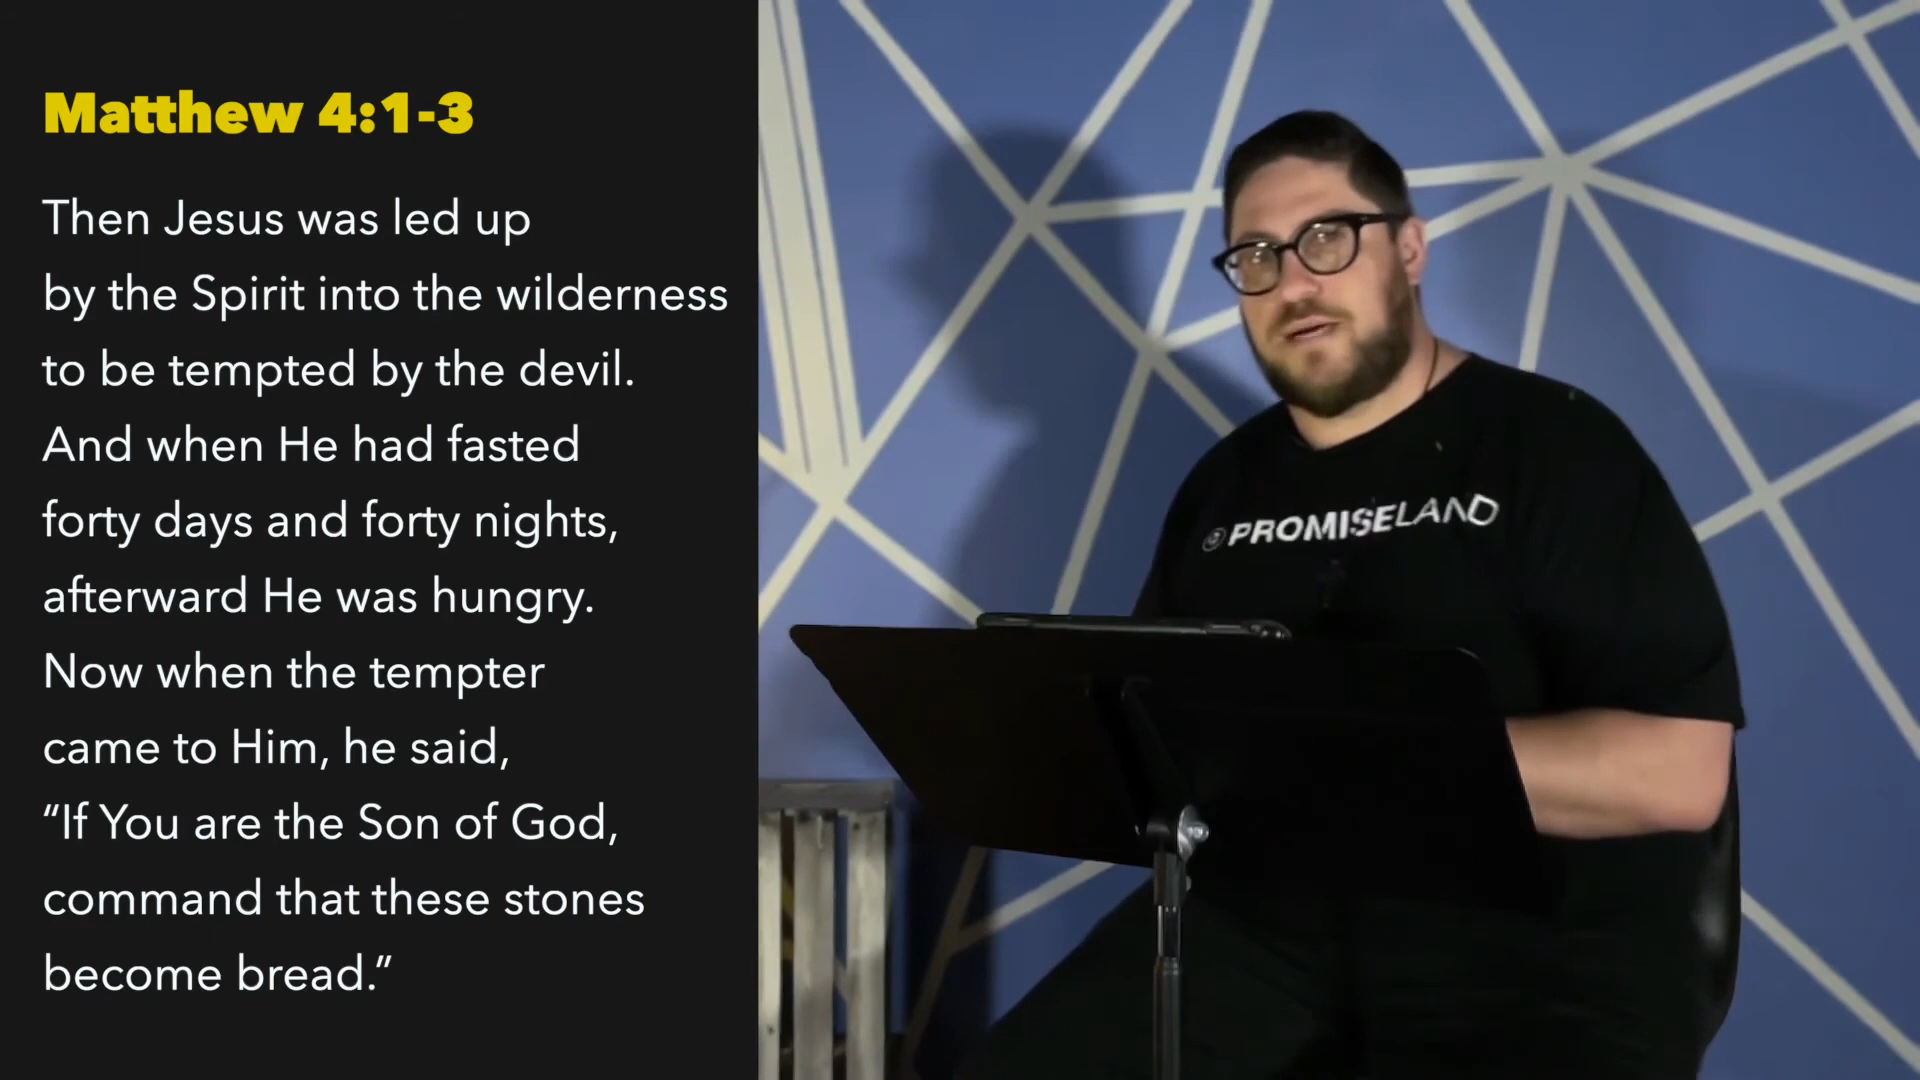 Matthew 4:1-3
Then Jesus was led up
by the Spirit into the wilderness
to be tempted by the devil.
And when He had fasted
forty days and forty nights,
afterward He was hungry.
Now when the tempter
came to Him, he said,
“If You are the Son of God,
command that these stones
become bread.”
PROMISELAND